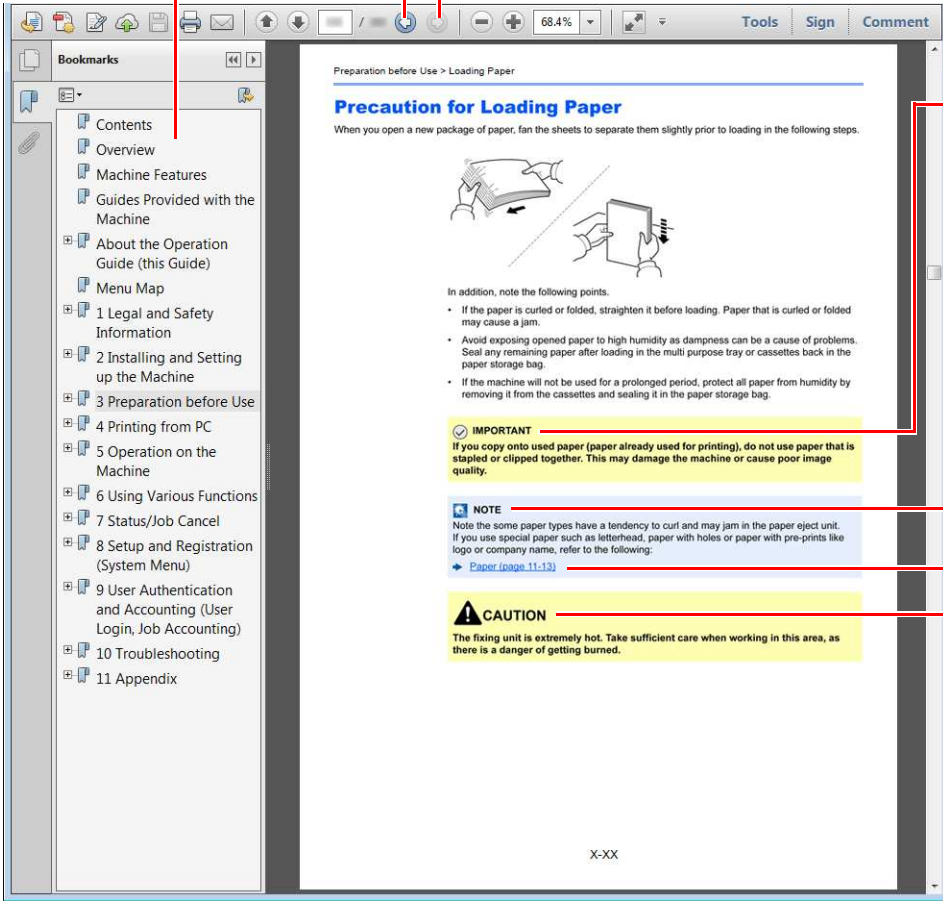 /
68.4%
Tools
Sign
Comment
Bookmarks
Contents
Overview
Machine Features
Guides Provided with the
Machine
About the Operation
Guide (this Guide)
Menu Map
1 Legal and Safety
Information
2 Installing and Setting
up the Machine
3 Preparation before Use
4 Printing from PC
5 Operation on the
Machine
6 Using Various Functions
7 Status/Job Cancel
8 Setup and Registration
(System Menu)
9 User Authentication
and Accounting (User
Login, Job Accounting)
10 Troubleshooting
11 Appendix
Preparation before Use > Loading Paper
Precaution for Loading Paper
When you open a new package of paper, fan the sheets to separate them slightly prior to loading in the following steps.
In addition, note the following points.
• If the paper is curled or folded, straighten it before loading. Paper that is curled or folded
may cause a jam.
• Avoid exposing opened paper to high humidity as dampness can be a cause of problems.
Seal any remaining paper after loading in the multi purpose tray or cassettes back in the
paper storage bag.
• If the machine will not be used for a prolonged period, protect all paper from humidity by
removing it from the cassettes and sealing it in the paper storage bag.
IMPORTANT
If you copy onto used paper (paper already used for printing), do not use paper that is
stapled or clipped together. This may damage the machine or cause poor image
quality.
NOTE
Note the some paper types have a tendency to curl and may jam in the paper eject unit.
If you use special paper such as letterhead, paper with holes or paper with pre-prints like
logo or company name, refer to the following:
Paper (page 11-13)
CAUTION
The fixing unit is extremely hot. Take sufficient care when working in this area, as
there is a danger of getting burned.
X-XX